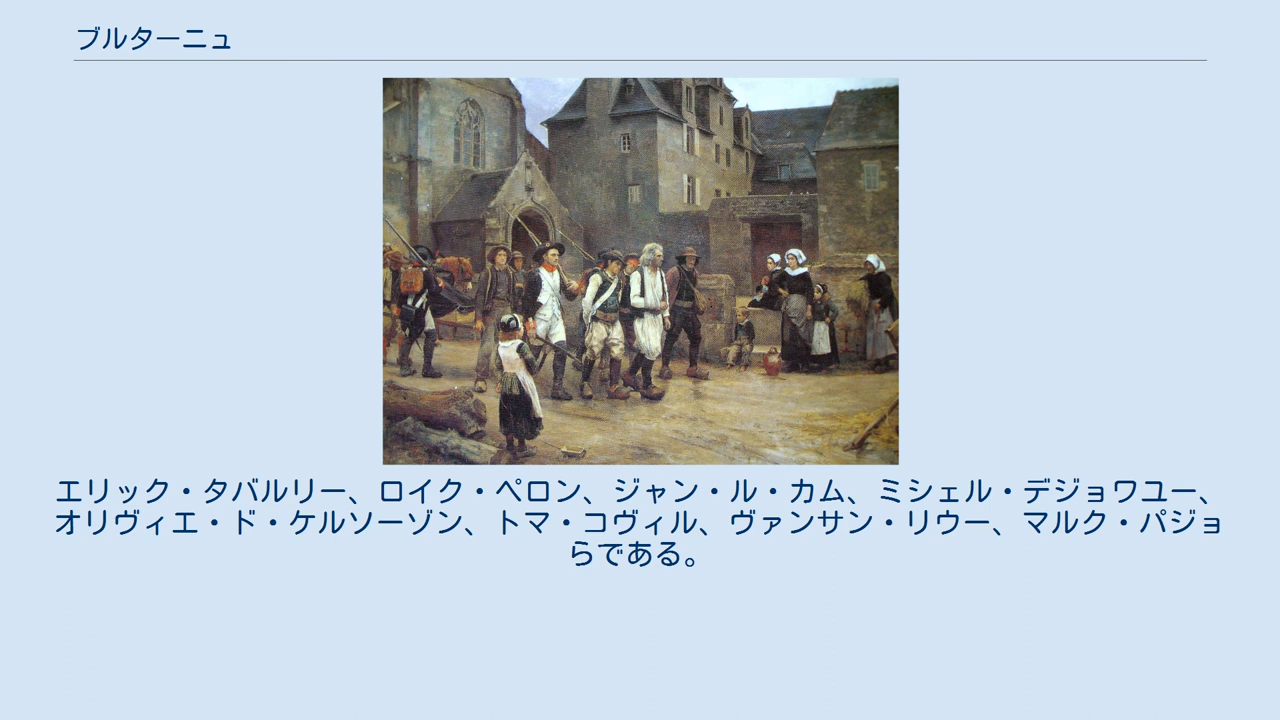 ブルターニュ
エリック・タバルリー、ロイク・ペロン、ジャン・ル・カム、ミシェル・デジョワユー、
オリヴィエ・ド・ケルソーゾン、トマ・コヴィル、ヴァンサン・リウー、マルク・パジョ
らである。